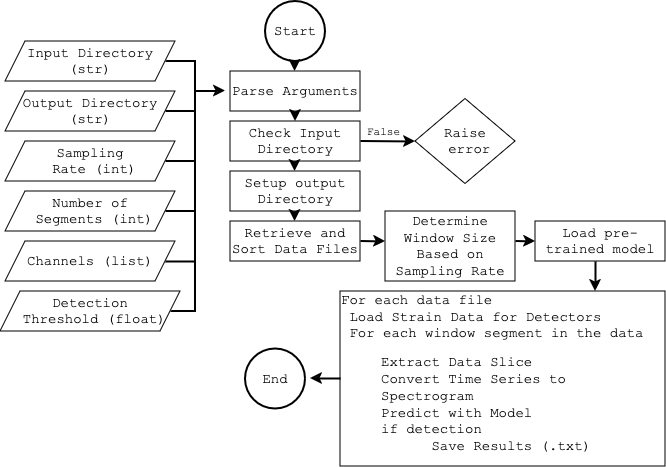 Start
Input Directory
(str)
Output Directory
(str)
Sampling
Rate (int)
Number of
Segments (int)
Channels (list)
Detection
Threshold (float)
Parse Arguments
Check Input
Directory
False
Raise
error
Setup output
Directory
Retrieve and
Sort Data Files
Determine
Window Size
Based on
Sampling Rate
Load pre-
trained model
For each data file
Load Strain Data for Detectors
For each window segment in the data
Extract Data Slice
Convert Time Series to
Spectrogram
Predict with Model
if detection
Save Results (.txt)
End